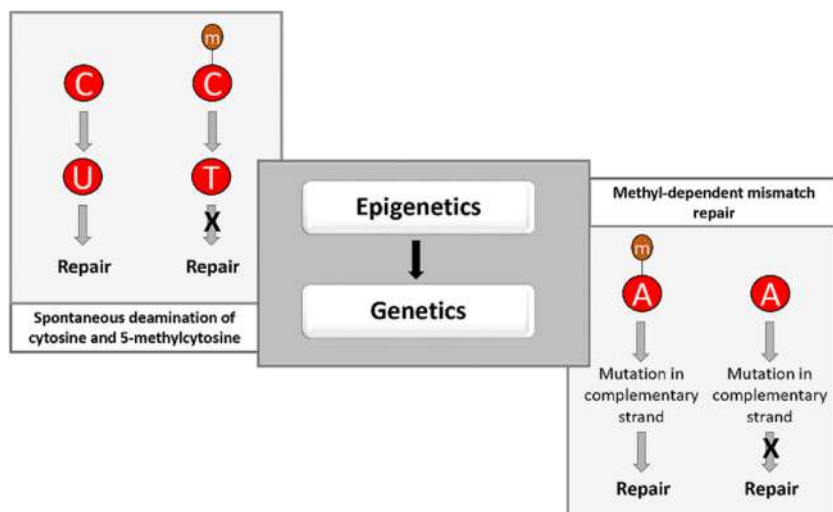 m
C C
U T
X
Repair Repair
Spontaneous deamination of
cytosine and 5-methylcytosine
Epigenetics
Genetics
Methyl-dependent mismatch
repair
m
A A
Mutation in Mutation in
complementary complementary
strand strand
X
Repair Repair